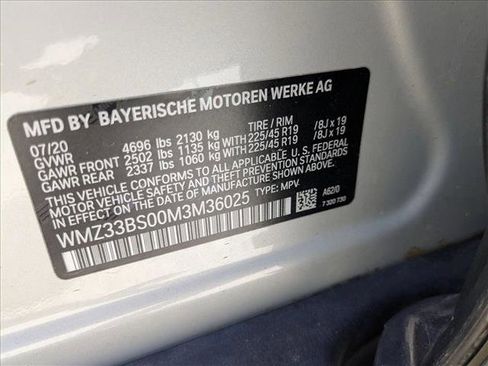 MFD BY BAYERISCHE MOTOREN WERKE AG
07/20 TIRE / RIM
GVWR 4696 lbs 2130 kg
GAWR FRONT 2502 lbs 1135 kg 225/45 R19 /8J x 19
GAWR REAR 2337 lbs 1060 kg 225/45 R19 /8J x 19
THIS VEHICLE CONFORMS TO ALL APPLICABLE U. S. FEDERAL
MOTOR VEHICLE SAFETY, BUMPER, AND THEFT PREVENTION
STANDARDS IN EFFECT ON THE DATE OF MANUFACTURE SHOWN ABOVE.
WMZ33BS00M3M36025 TYPE: MPV
A62/0
7 320 730